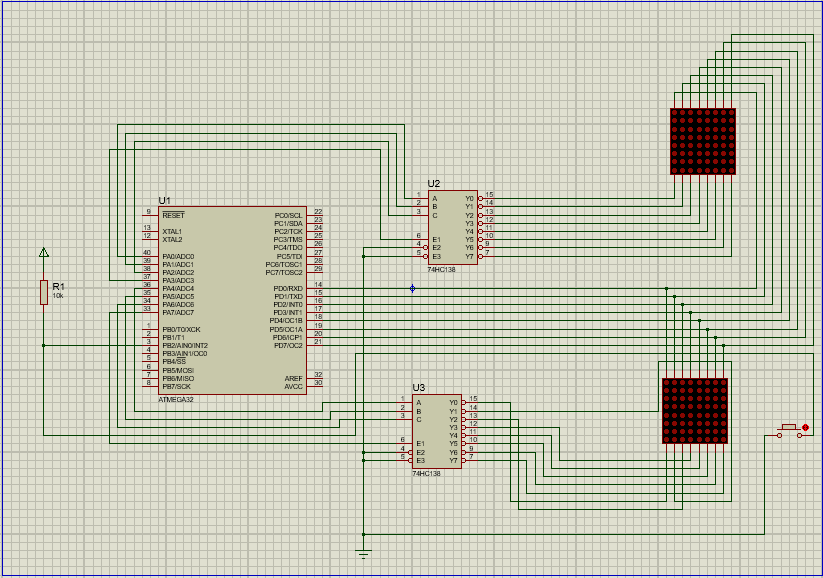 U1
9 RESET
13 XTAL1
12 XTAL2
40 PA0/ADC0
39 PA1/ADC1
38 PA2/ADC2
37 PA3/ADC3
36 PA4/ADC4
35 PA5/ADC5
34 PA6/ADC6
33 PA7/ADC7
1 PB0/T0/XCK
2 PB1/T1
3 PB2/AIN0/INT2
4 PB3/AIN1/OC0
5 PB4/SS
6 PB5/MOSI
7 PB6/MISO
8 PB7/SCK
PC0/SCL 22
PC1/SDA 23
PC2/TCK 24
PC3/TMS 25
PC4/TDO 26
PC5/TDI 27
PC6/TOSC1 28
PC7/TOSC2 29
PD0/RXD 14
PD1/TXD 15
PD2/INT0 16
PD3/INT1 17
PD4/OC1B 18
PD5/OC1A 19
PD6/ICP1 20
PD7/OC2 21
AREF 32
AVCC 30
ATMEGA32
R1
10k
U2
1 A
2 B
3 C
6 E1
4 E2
5 E3
Y0 15
Y1 14
Y2 13
Y3 12
Y4 11
Y5 10
Y6 9
Y7 7
74HC138
U3
1 A
2 B
3 C
6 E1
4 E2
5 E3
Y0 15
Y1 14
Y2 13
Y3 12
Y4 11
Y5 10
Y6 9
Y7 7
74HC138